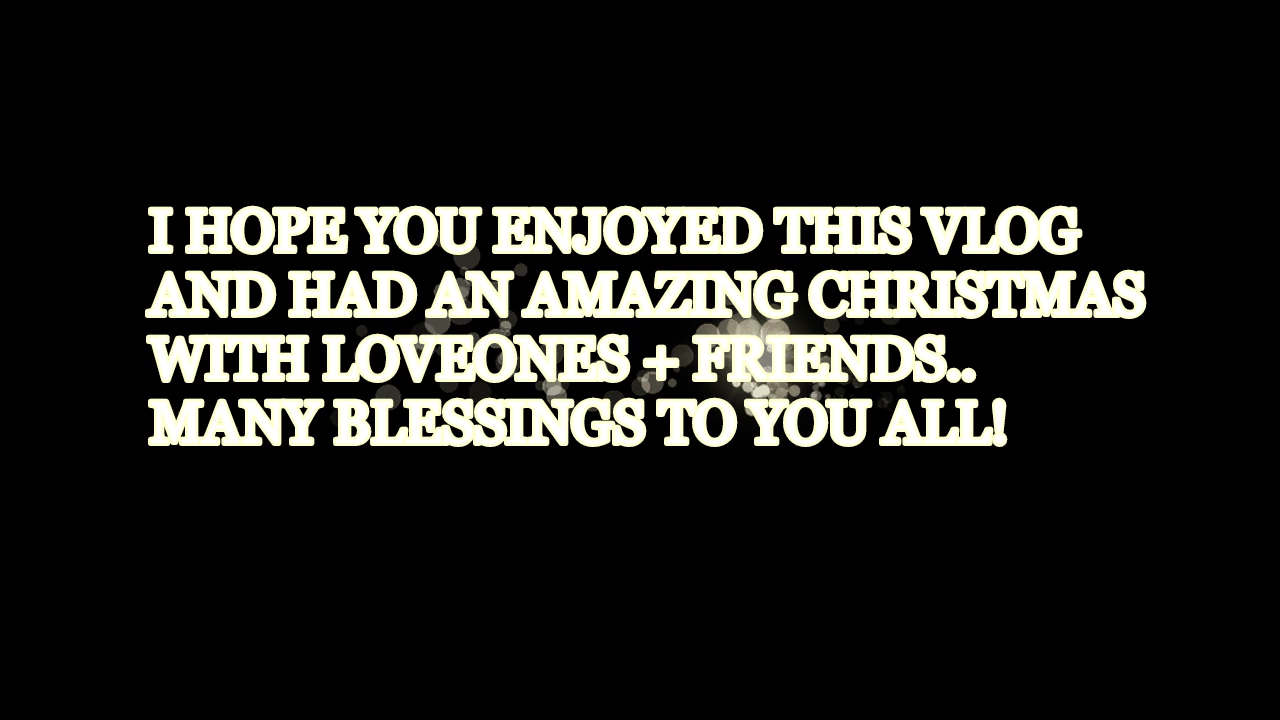 I HOPE YOU ENJOYED THIS VLOG
AND HAD AN AMAZING CHRISTMAS
WITH LOVEONES + FRIENDS..
MANY BLESSINGS TO YOU ALL!